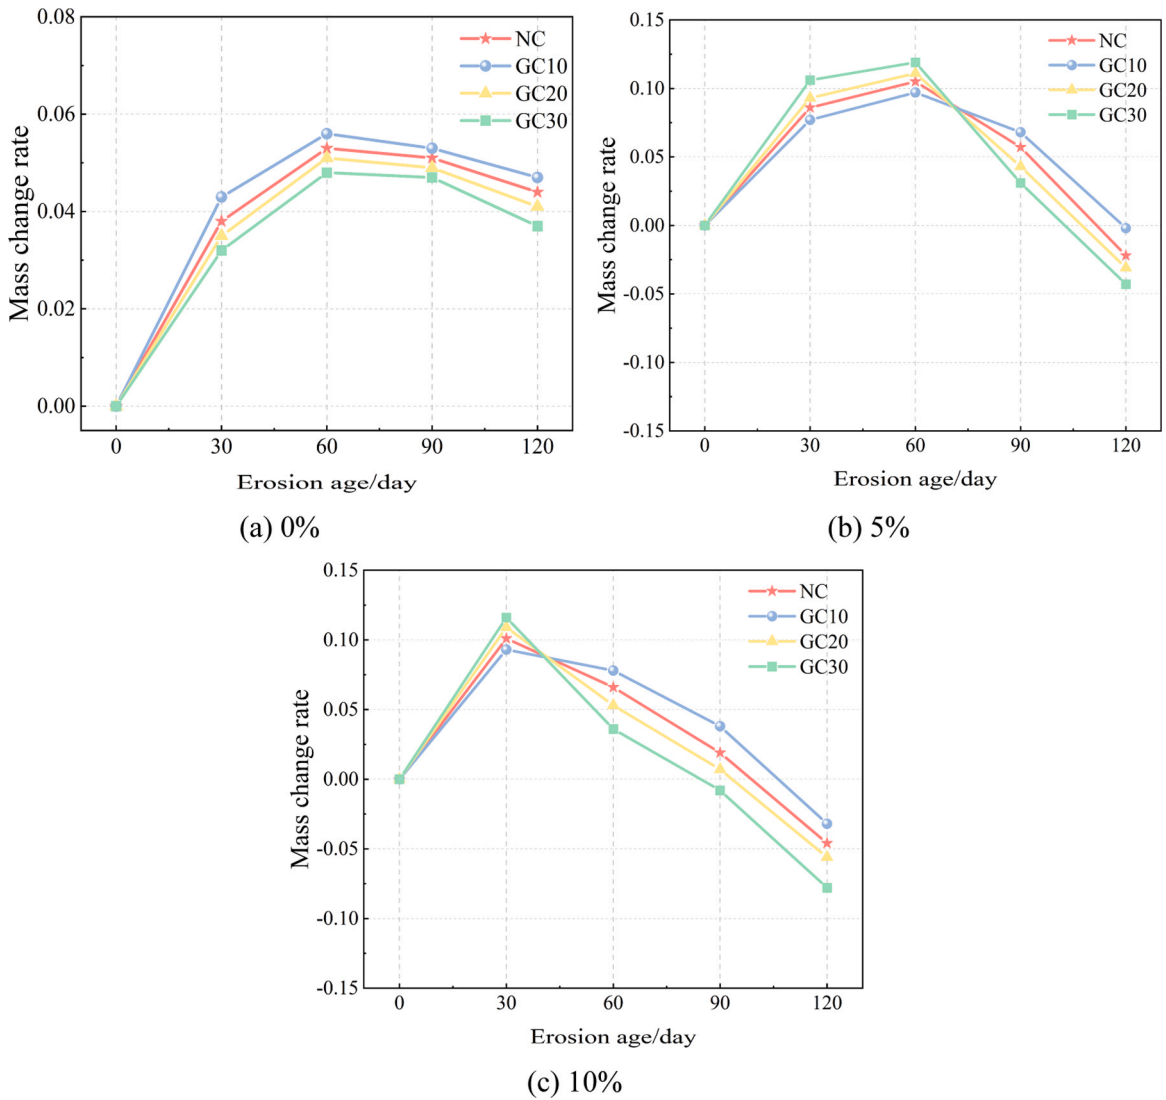 0.08
0.06
0.04
0.02
0.00
Mass change rate
NC
GC10
GC20
GC30
0 30 60 90 120
Erosion age/day
(a) 0%
0.15
0.10
0.05
0.00
-0.05
-0.10
-0.15
Mass change rate
NC
GC10
GC20
GC30
0 30 60 90 120
Erosion age/day
(b) 5%
0.15
0.10
0.05
0.00
-0.05
-0.10
-0.15
Mass change rate
NC
GC10
GC20
GC30
0 30 60 90 120
Erosion age/day
(c) 10%